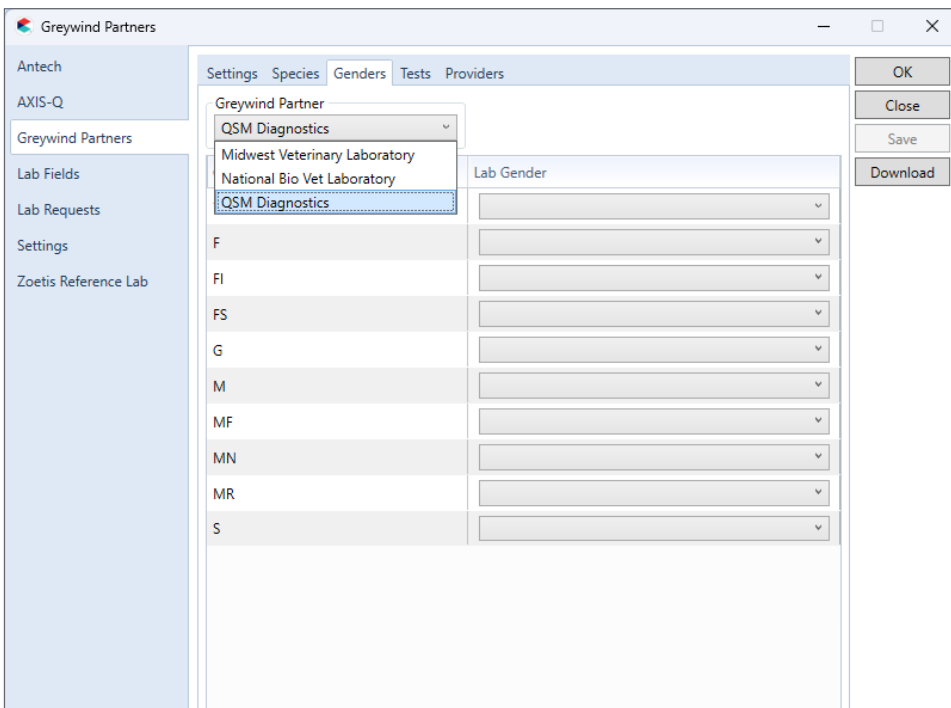 Greywind Partners
Antech
AXIS-Q
Greywind Partners
Lab Fields
Lab Requests
Settings
Zoetis Reference Lab
Settings Species Genders Tests Providers
Greywind Partner
QSM Diagnostics
Midwest Veterinary Laboratory
National Bio Vet Laboratory
QSM Diagnostics
Lab Gender
F
FI
FS
G
M
MF
MN
MR
S
OK
Close
Save
Download